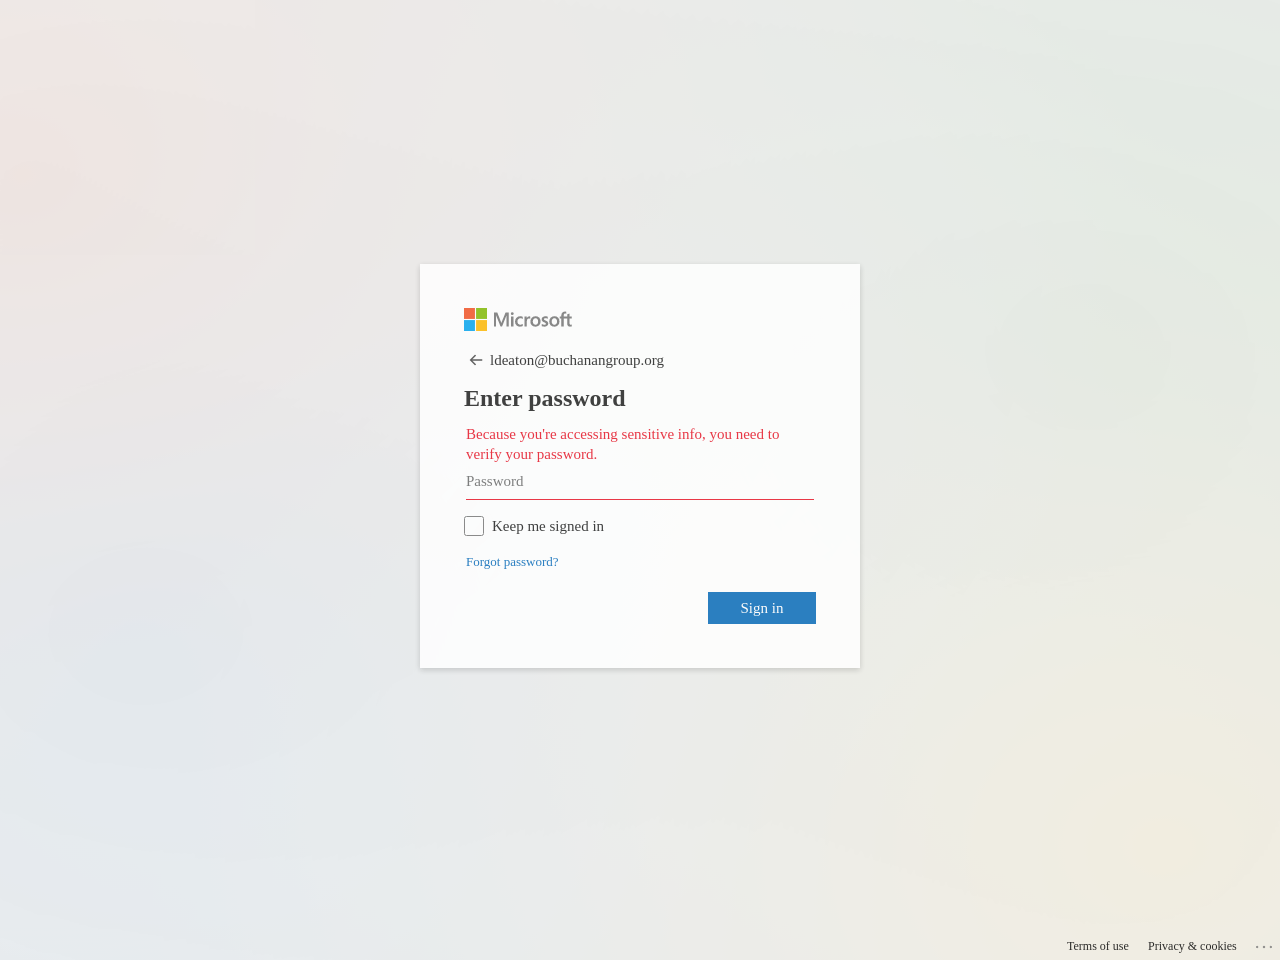 Microsoft
ldeaton@buchanangroup.org
Enter password
Because you're accessing sensitive info, you need to
verify your password.
Password
Keep me signed in
Forgot password?
Sign in
Terms of use Privacy & cookies ...